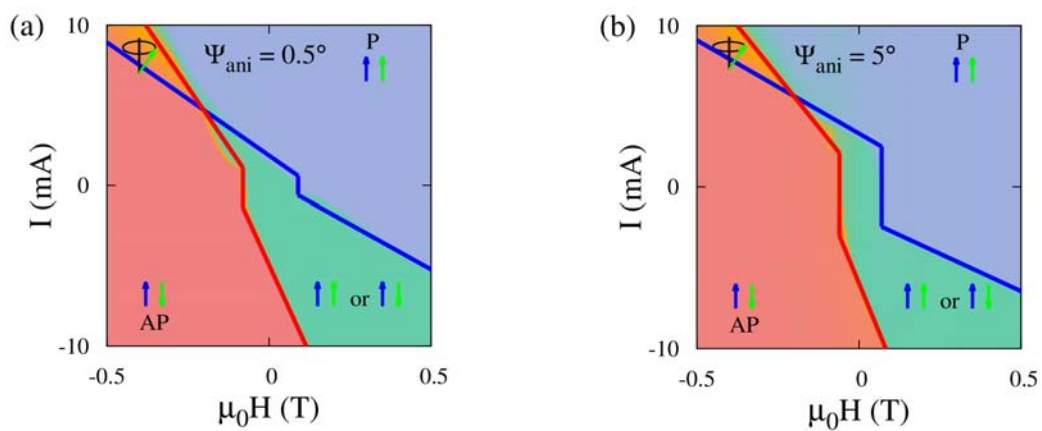 (a)
10
Ψani = 0.5°
P
I (mA)
0
or
AP
-10
-0.5
0
0.5
μ0H (T)
(b)
10
Ψani = 5°
P
I (mA)
0
or
AP
-10
-0.5
0
0.5
μ0H (T)